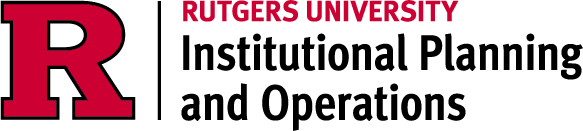 R
RUTGERS UNIVERSITY
Institutional Planning
and Operations